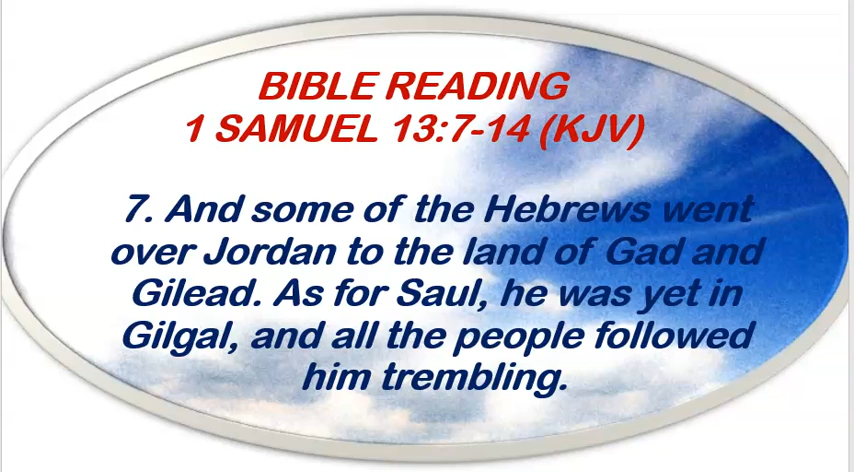 BIBLE READING
1 SAMUEL 13:7-14 (KJV)
7. And some of the Hebrews went
over Jordan to the land of Gad and
Gilead. As for Saul, he was yet in
Gilgal, and all the people followed
him trembling.